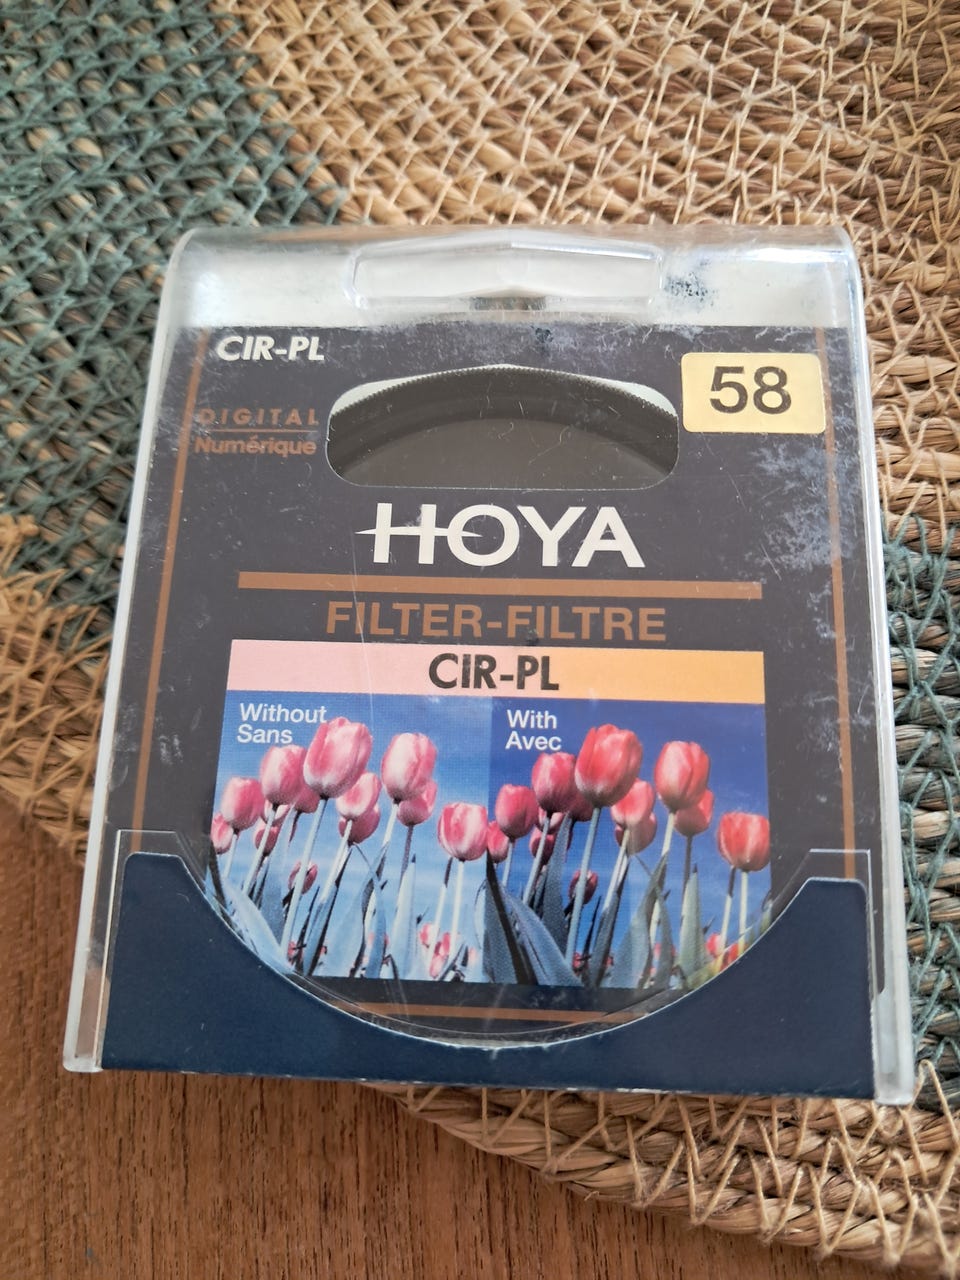 CIR-PL
58
DIGITAL
Numérique
HOYA
FILTER-FILTRE
CIR-PL
Without
Sans
With
Avec